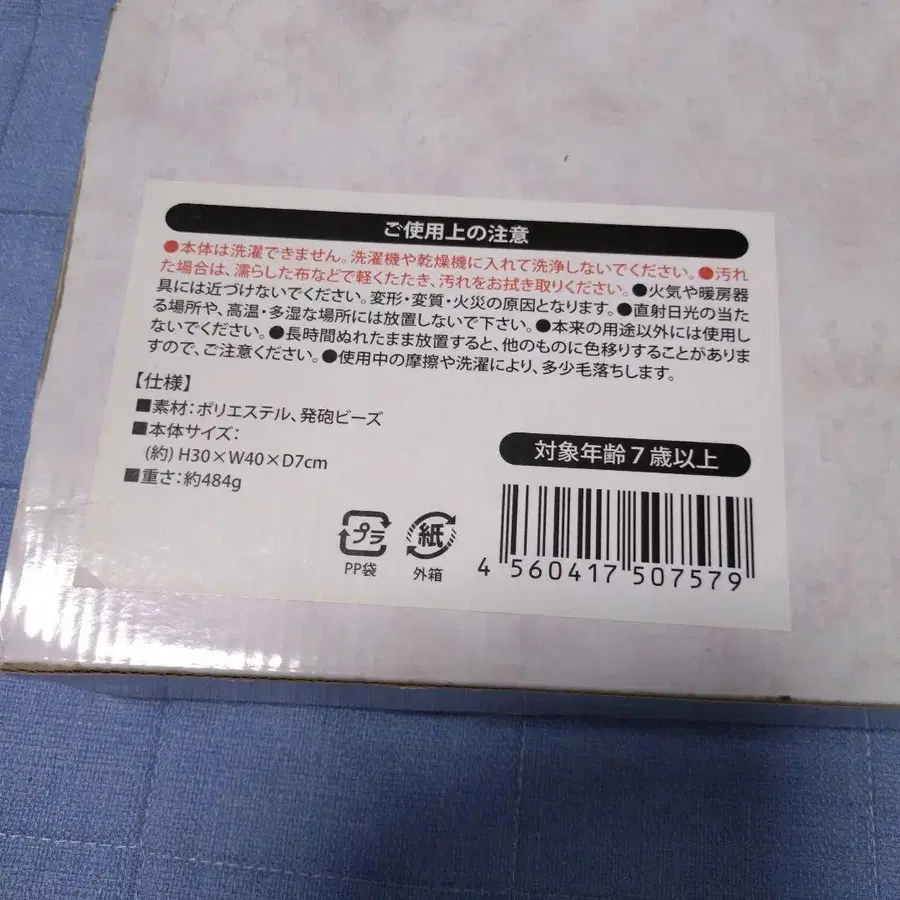 ご使用上の注意
●本体は洗濯できません。洗濯機や乾燥機に入れて洗浄しないでください。●汚れ
た場合は、濡らした布などで軽くたたき、汚れをお拭き取りください。●火気や暖房器
具には近づけないでください。変形・変質・火災の原因となります。●直射日光の当た
る場所や、高温・多湿な場所には放置しないで下さい。●本来の用途以外には使用し
ないでください。●長時間ぬれたまま放置すると、他のものに色移りすることがありま
すので、ご注意ください。●使用中の摩擦や洗濯により、多少毛落ちします。
【仕様】
■素材：ポリエステル、発砲ビーズ
■本体サイズ：
(約) H30×W40×D7cm
■重さ：約484g
対象年齢７歳以上
プラ
PP袋
紙
外箱
4 560417 507579